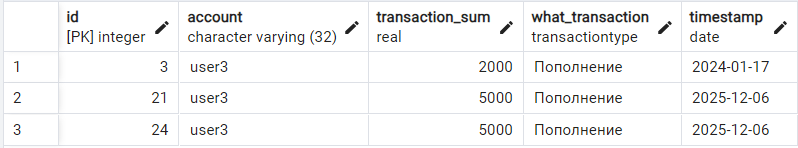 id account transaction_sum what_transaction timestamp
[PK] integer character varying (32) real transactiontype date
1 3 user3 2000 Пополнение 2024-01-17
2 21 user3 5000 Пополнение 2025-12-06
3 24 user3 5000 Пополнение 2025-12-06